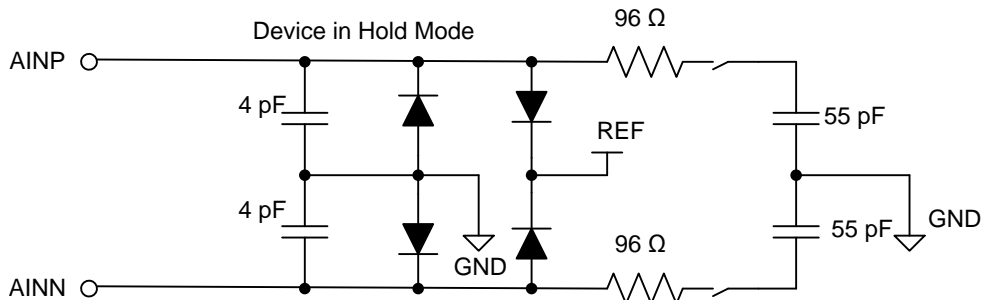 Device in Hold Mode
96 Ω
AINP
4 pF
REF
55 pF
4 pF
GND
96 Ω
55 pF
GND
AINN